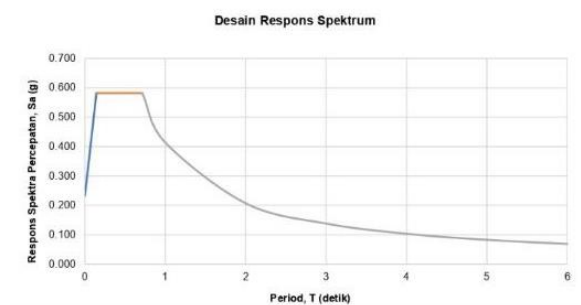 Desain Respons Spektrum
Respons Spektra Percepatan, Sa (g)
0.700
0.600
0.500
0.400
0.300
0.200
0.100
0.000
0 1 2 3 4 5 6
Period, T (detik)